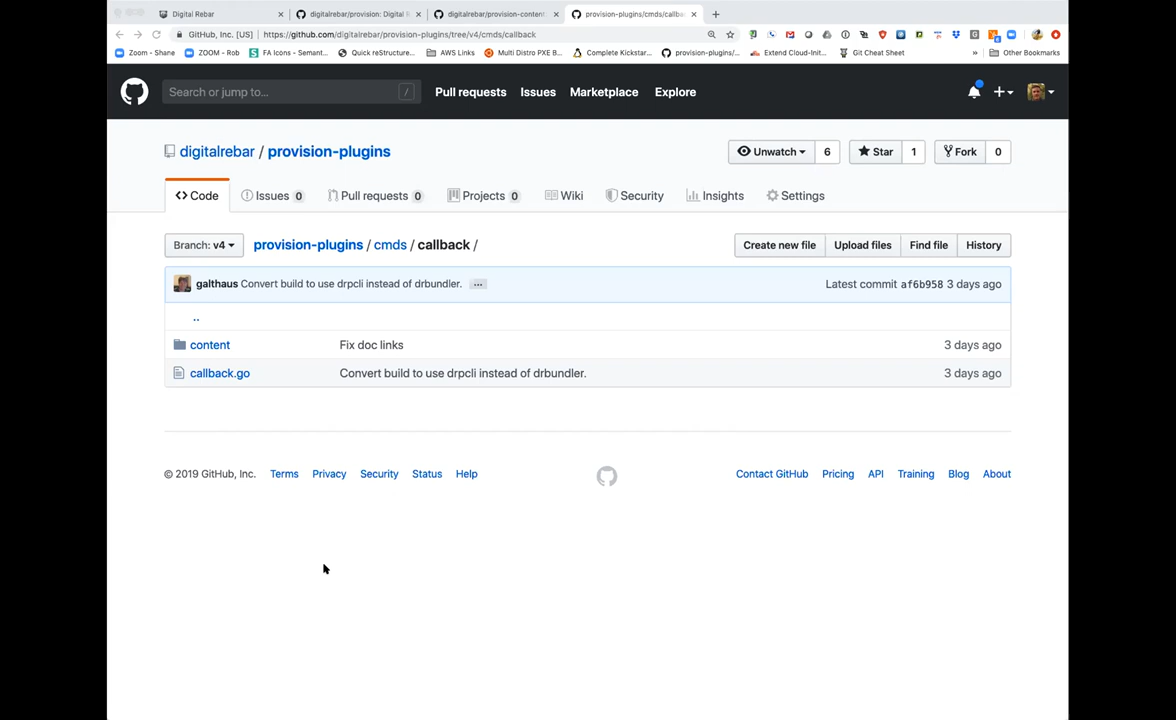 Digital Rebar
digitalrebar/provision: Digital R
digitalrebar/provision-content
provision-plugins/cmds/callba
GitHub, Inc. [US] | https://github.com/digitalrebar/provision-plugins/tree/v4/cmds/callback
Zoom - Shane ZOOM - Rob FA Icons – Semant... Quick reStructure... AWS Links Multi Distro PXE B... Complete Kickstar... provision-plugins/... Extend Cloud-Init... Git Cheat Sheet » Other Bookmarks
Search or jump to... / Pull requests Issues Marketplace Explore
digitalrebar / provision-plugins Unwatch 6 Star 1 Fork 0
Code Issues 0 Pull requests 0 Projects 0 Wiki Security Insights Settings
Branch: v4 provision-plugins / cmds / callback / Create new file Upload files Find file History
galthaus Convert build to use drpcli instead of drbundler. ... Latest commit af6b958 3 days ago
..
content Fix doc links 3 days ago
callback.go Convert build to use drpcli instead of drbundler. 3 days ago
© 2019 GitHub, Inc. Terms Privacy Security Status Help Contact GitHub Pricing API Training Blog About